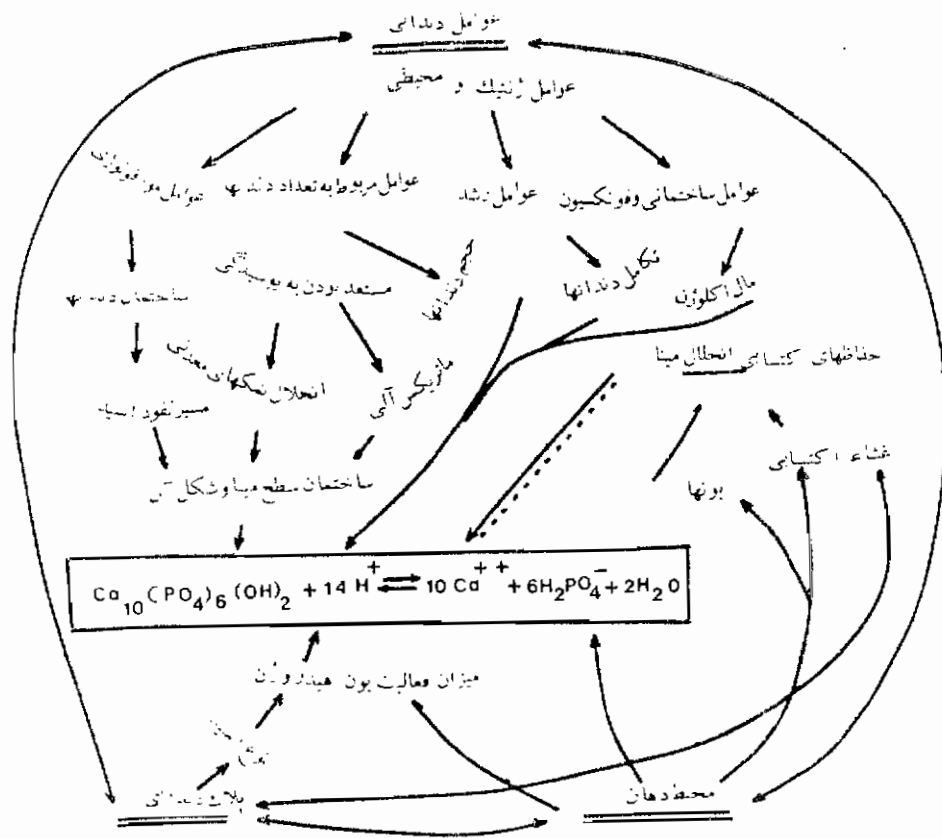 عوامل دندانی
عوامل ژنتیک و محیطی
عوامل ساختمانی و فونکسیون
عوامل رشد
عوامل مربوط به تعداد دندانها
عوامل مورفولوژی
مال اکلوژن
تکامل دندانها
حجم دندانها
مستعد بودن به پوسیدگی
ساختمان دندانها
حفاظهای اکتسابی انحلال مینا
ماتریکس آلی
انحلال نمکهای معدنی
مسیر نفوذ اسید
غشاء اکتسابی
یونها
ساختمان سطح مینا و شکل آن
Ca10(PO4)6(OH)2 + 14 H+ ⇌ 10 Ca++ + 6H2PO4− + 2H2O
میزان فعالیت یون هیدروژن
محیط دهان
پلاک دندانی